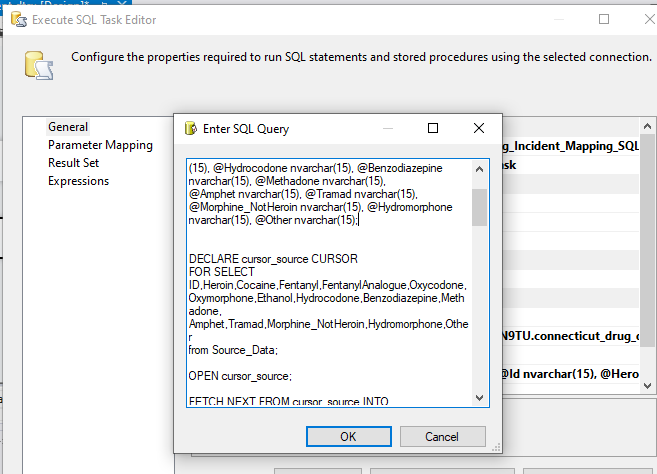 Execute SQL Task Editor
Configure the properties required to run SQL statements and stored procedures using the selected connection.
General
Parameter Mapping
Result Set
Expressions
Enter SQL Query
(15), @Hydrocodone nvarchar(15), @Benzodiazepine
nvarchar(15), @Methadone nvarchar(15),
@Amphet nvarchar(15), @Tramad nvarchar(15),
@Morphine_NotHeroin nvarchar(15), @Hydromorphone
nvarchar(15), @Other nvarchar(15);
DECLARE cursor_source CURSOR
FOR SELECT
ID,Heroin,Cocaine,Fentanyl,FentanylAnalogue,Oxycodone,
Oxymorphone,Ethanol,Hydrocodone,Benzodiazepine,Meth
adone,
Amphet,Tramad,Morphine_NotHeroin,Hydromorphone,Othe
r
from Source_Data;
OPEN cursor_source;
FETCH NEXT FROM cursor_source INTO
OK
Cancel
g_Incident_Mapping_SQL
sk
N9TU.connecticut_drug_
@Id nvarchar(15), @Hero